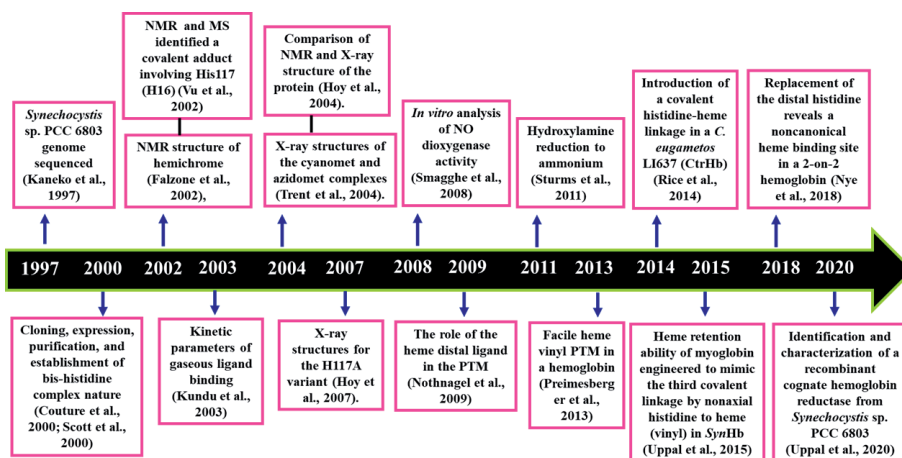 NMR and MS
identified a
covalent adduct
involving His117
(H16) (Vu et al.,
2002)
Comparison of
NMR and X-ray
structure of the
protein (Hoy et al.,
2004).
Synechocystis
sp. PCC 6803
genome
sequenced
(Kaneko et al.,
1997)
NMR structure of
hemichrome
(Falzone et al.,
2002),
X-ray structures of
the cyanomet and
azidomet complexes
(Trent et al., 2004).
In vitro analysis
of NO
dioxygenase
activity
(Smagghe et al.,
2008)
Hydroxylamine
reduction to
ammonium
(Sturms et al.,
2011)
Introduction of
a covalent
histidine-heme
linkage in a C.
eugametos
LI637 (CtrHb)
(Rice et al.,
2014)
Replacement of
the distal histidine
reveals a
noncanonical
heme binding site
in a 2-on-2
hemoglobin (Nye
et al., 2018)
1997 2000 2002 2003 2004 2007 2008 2009 2011 2013 2014 2015 2018 2020
Cloning, expression,
purification, and
establishment of
bis-histidine
complex nature
(Couture et al.,
2000; Scott et al.,
2000)
Kinetic
parameters of
gaseous ligand
binding
(Kundu et al.,
2003)
X-ray
structures for
the H117A
variant (Hoy et
al., 2007).
The role of the
heme distal ligand
in the PTM
(Nothnagel et al.,
2009)
Facile heme
vinyl PTM in
a hemoglobin
(Preimesberg
er et al.,
2013)
Heme retention
ability of myoglobin
engineered to mimic
the third covalent
linkage by nonaxial
histidine to heme
(vinyl) in SynHb
(Uppal et al., 2015)
Identification and
characterization of a
recombinant
cognate hemoglobin
reductase from
Synechocystis sp.
PCC 6803
(Uppal et al., 2020)